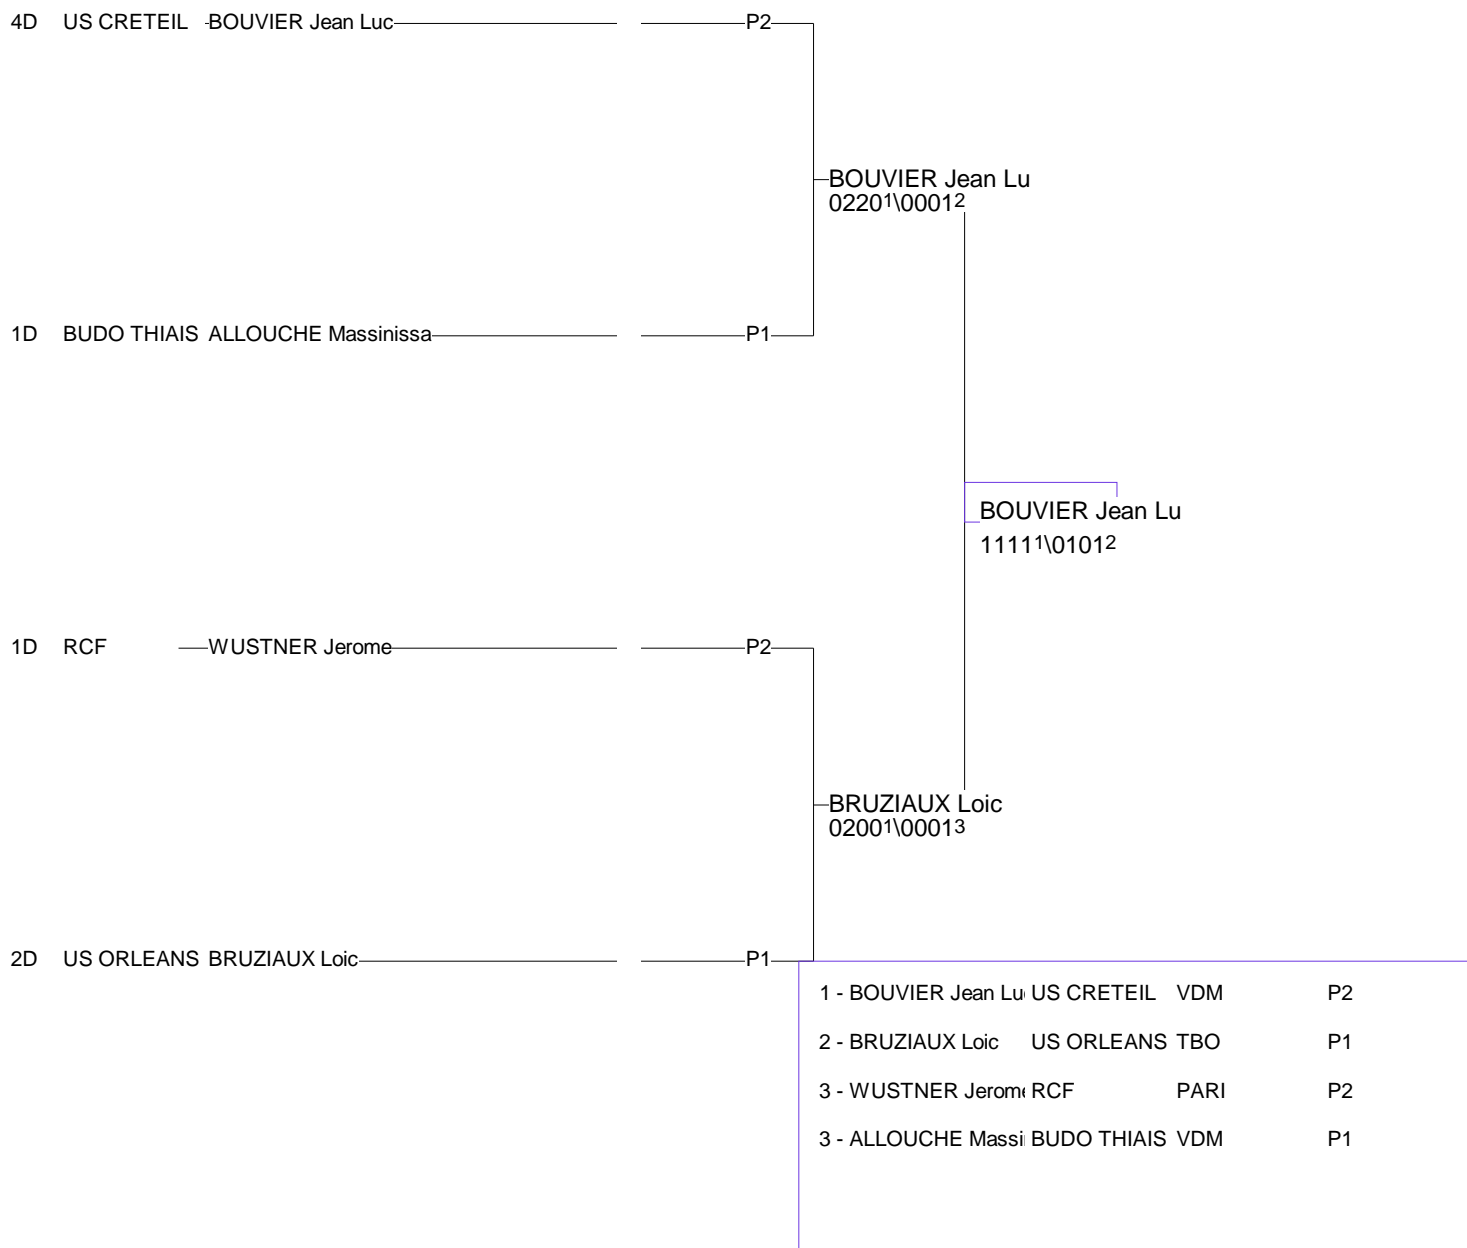 4D US CRETEIL BOUVIER Jean Luc P2
BOUVIER Jean Lu
02201\00012
1D BUDO THIAIS ALLOUCHE Massinissa P1
BOUVIER Jean Lu
11111\01012
1D RCF WUSTNER Jerome P2
BRUZIAUX Loic
02001\00013
2D US ORLEANS BRUZIAUX Loic P1
1 - BOUVIER Jean Lu US CRETEIL VDM P2
2 - BRUZIAUX Loic US ORLEANS TBO P1
3 - WUSTNER Jerome RCF PARI P2
3 - ALLOUCHE Massi BUDO THIAIS VDM P1